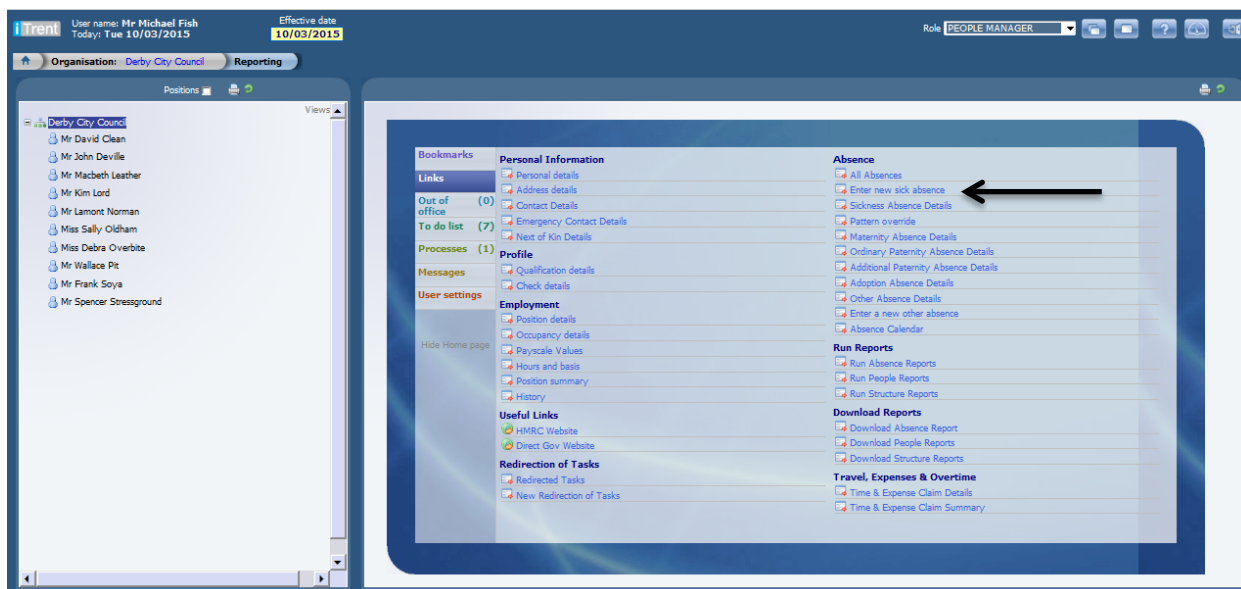 iTrent
User name: Mr Michael Fish
Today: Tue 10/03/2015
Effective date
10/03/2015
Role PEOPLE MANAGER
?
Organisation: Derby City Council
Reporting
Positions
Views
Derby City Council
Mr David Clean
Mr John Deville
Mr Macbeth Leather
Mr Kim Lord
Mr Lamont Norman
Miss Sally Oldham
Miss Debra Overbite
Mr Wallace Pit
Mr Frank Soya
Mr Spencer Stressground
Bookmarks
Links
Out of office (0)
To do list (7)
Processes (1)
Messages
User settings
Hide Home page
Personal Information
Personal details
Address details
Contact Details
Emergency Contact Details
Next of Kin Details
Profile
Qualification details
Check details
Employment
Position details
Occupancy details
Payscale Values
Hours and basis
Position summary
History
Useful Links
HMRC Website
Direct Gov Website
Redirection of Tasks
Redirected Tasks
New Redirection of Tasks
Absence
All Absences
Enter new sick absence
Sickness Absence Details
Pattern override
Maternity Absence Details
Ordinary Paternity Absence Details
Additional Paternity Absence Details
Adoption Absence Details
Other Absence Details
Enter a new other absence
Absence Calendar
Run Reports
Run Absence Reports
Run People Reports
Run Structure Reports
Download Reports
Download Absence Report
Download People Reports
Download Structure Reports
Travel, Expenses & Overtime
Time & Expense Claim Details
Time & Expense Claim Summary